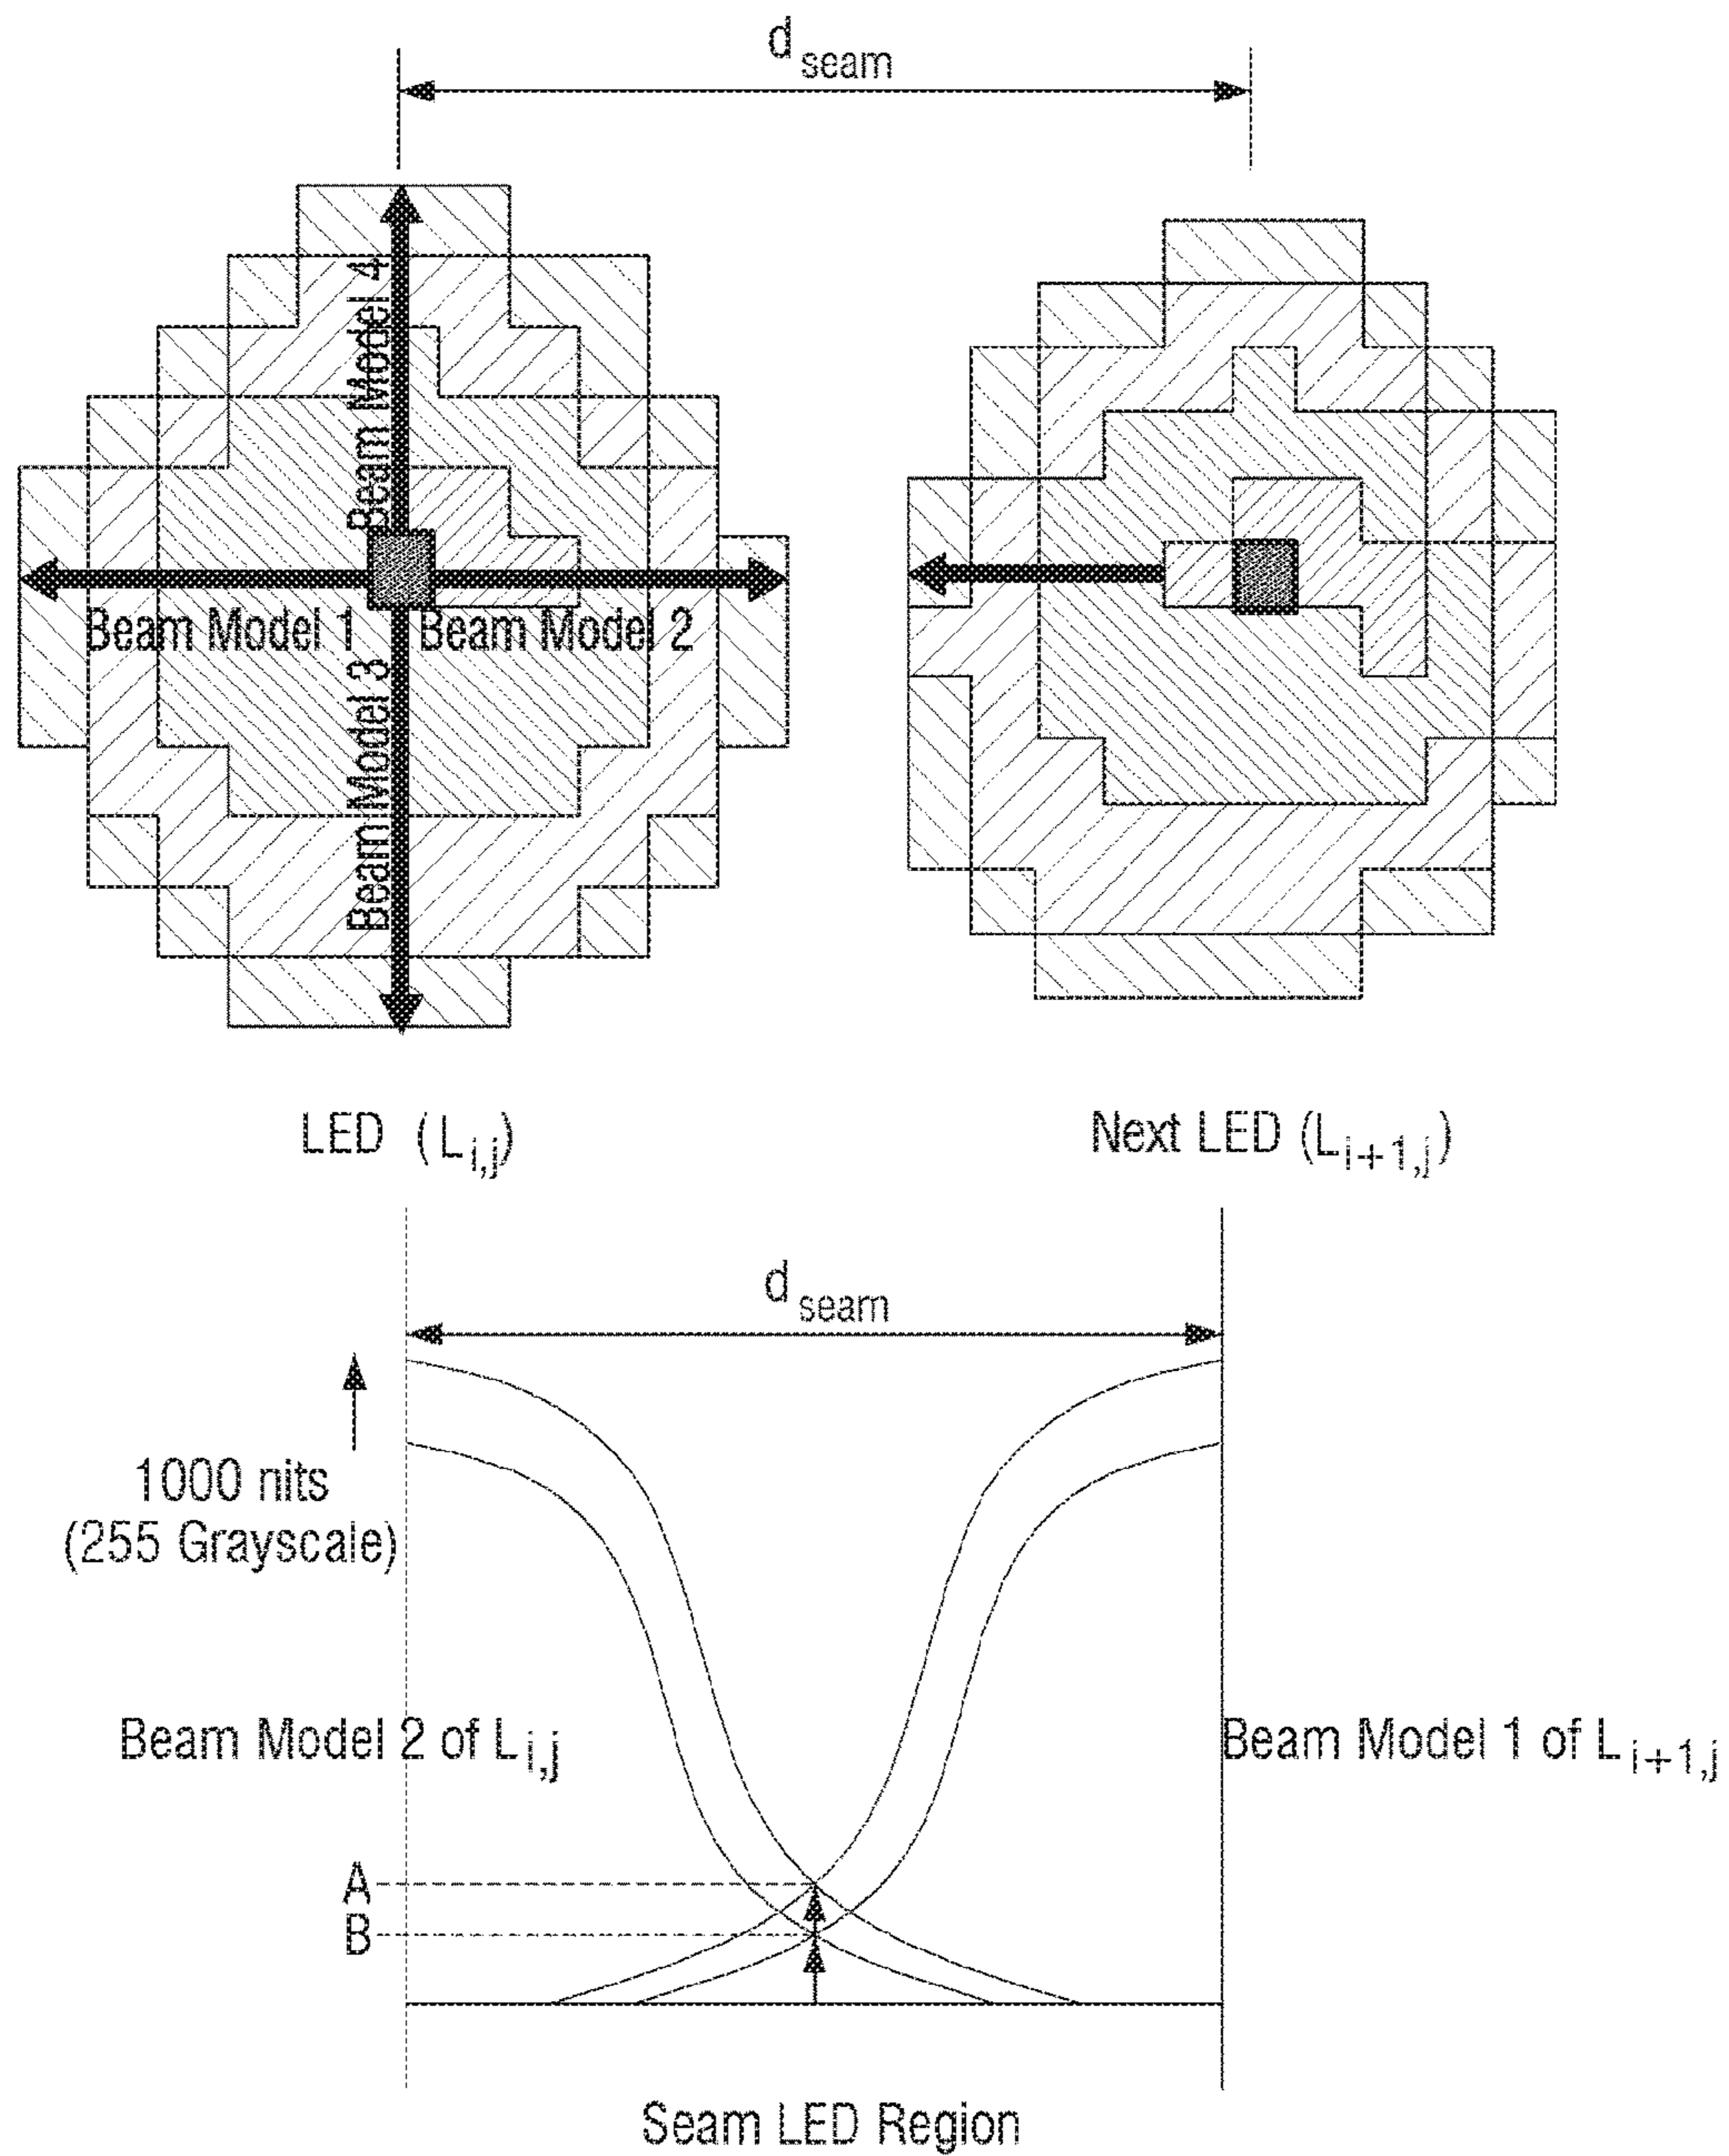 d seam
Beam Model 4
Beam Model 1
Beam Model 2
Beam Model 3
LED (L i,j)
Next LED (L i+1,j)
d seam
1000 nits
(255 Grayscale)
Beam Model 2 of L i,j
Beam Model 1 of L i+1,j
A
B
Seam LED Region